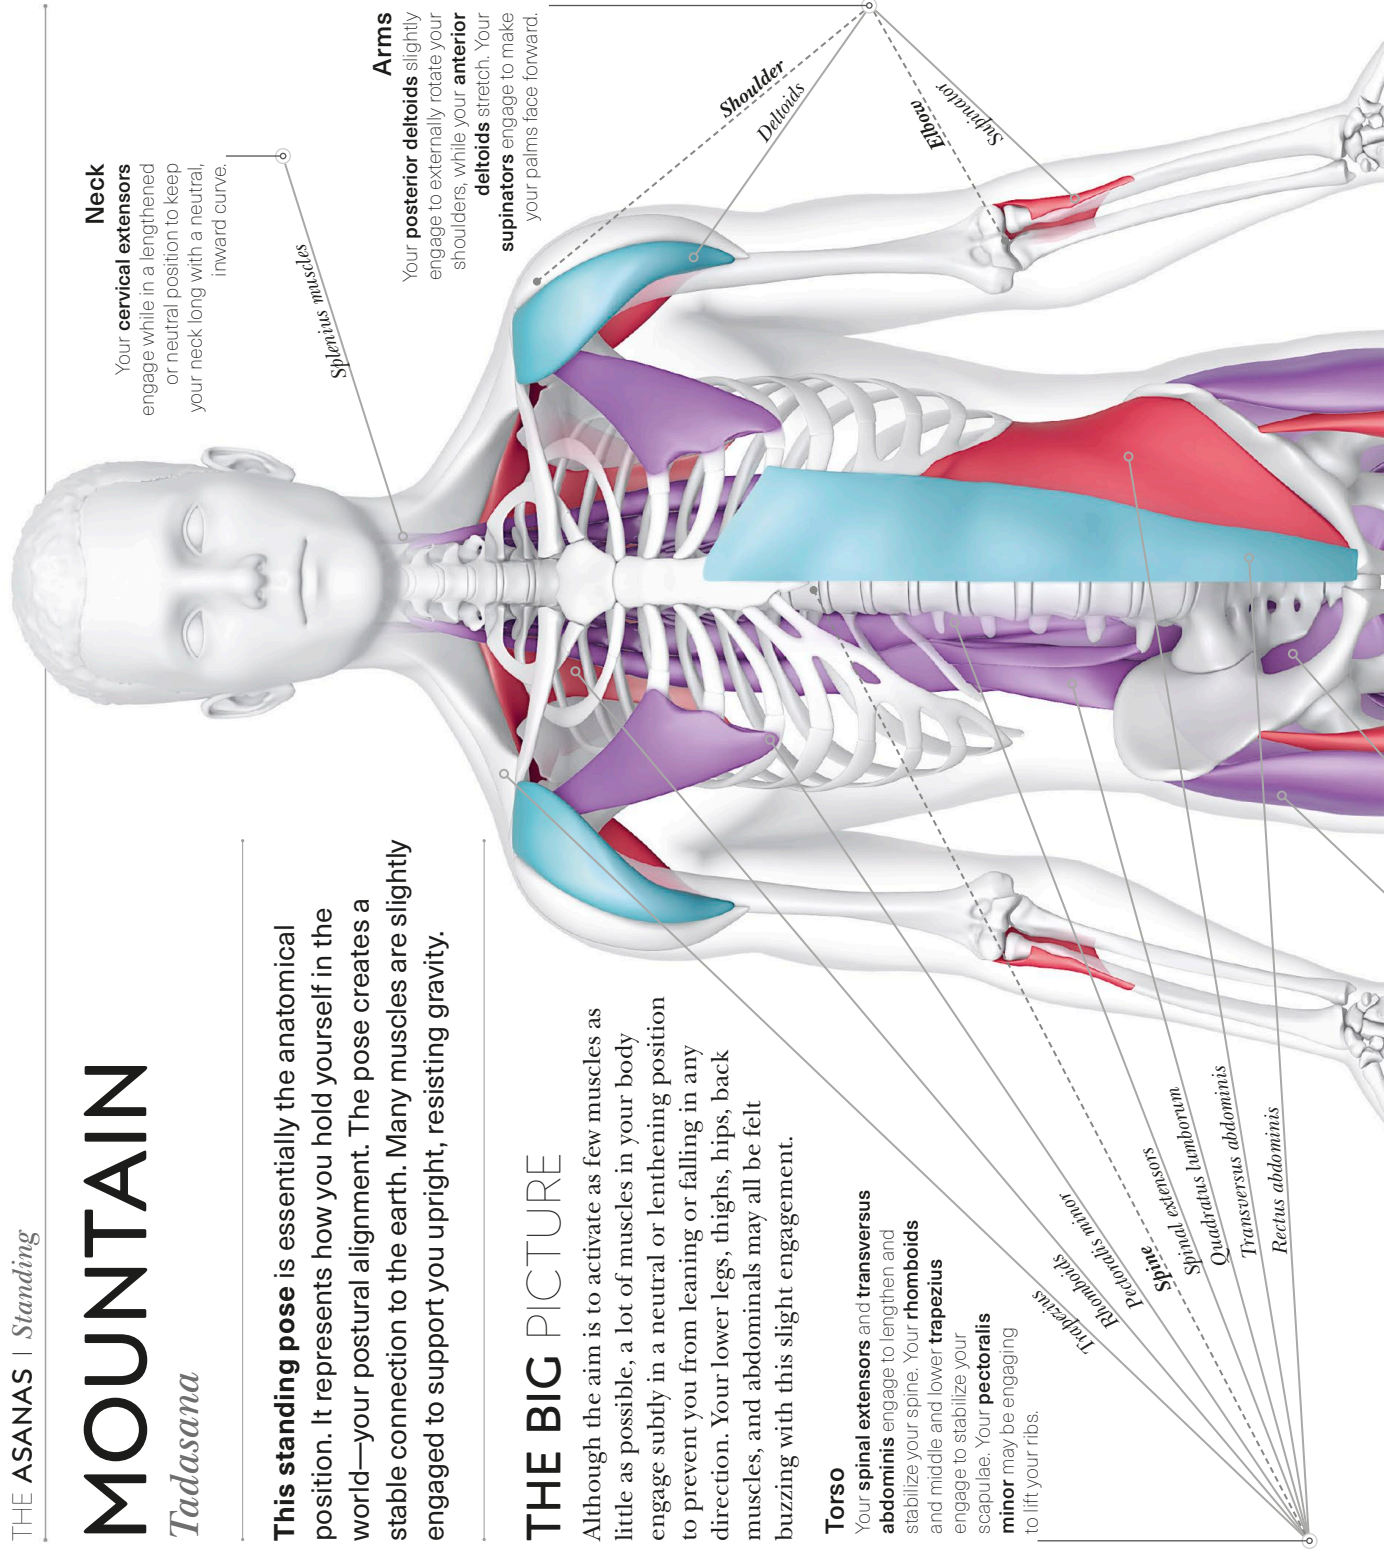 THE ASANAS | Standing
MOUNTAIN
Tadasana
This standing pose is essentially the anatomical
position. It represents how you hold yourself in the
world—your postural alignment. The pose creates a
stable connection to the earth. Many muscles are slightly
engaged to support you upright, resisting gravity.
THE BIG PICTURE
Although the aim is to activate as few muscles as
little as possible, a lot of muscles in your body
engage subtly in a neutral or lenthening position
to prevent you from leaning or falling in any
direction. Your lower legs, thighs, hips, back
muscles, and abdominals may all be felt
buzzing with this slight engagement.
Torso
Your spinal extensors and transversus
abdominis engage to lengthen and
stabilize your spine. Your rhomboids
and middle and lower trapezius
engage to stabilize your
scapulae. Your pectoralis
minor may be engaging
to lift your ribs.
Trapezius
Rhomboids
Pectoralis minor
Spine
Spinal extensors
Quadratus lumborum
Transversus abdominis
Rectus abdominis
Neck
Your cervical extensors
engage while in a lengthened
or neutral position to keep
your neck long with a neutral,
inward curve.
Splenius muscles
Arms
Your posterior deltoids slightly
engage to externally rotate your
shoulders, while your anterior
deltoids stretch. Your
supinators engage to make
your palms face forward.
Shoulder
Deltoids
Elbow
Supinator